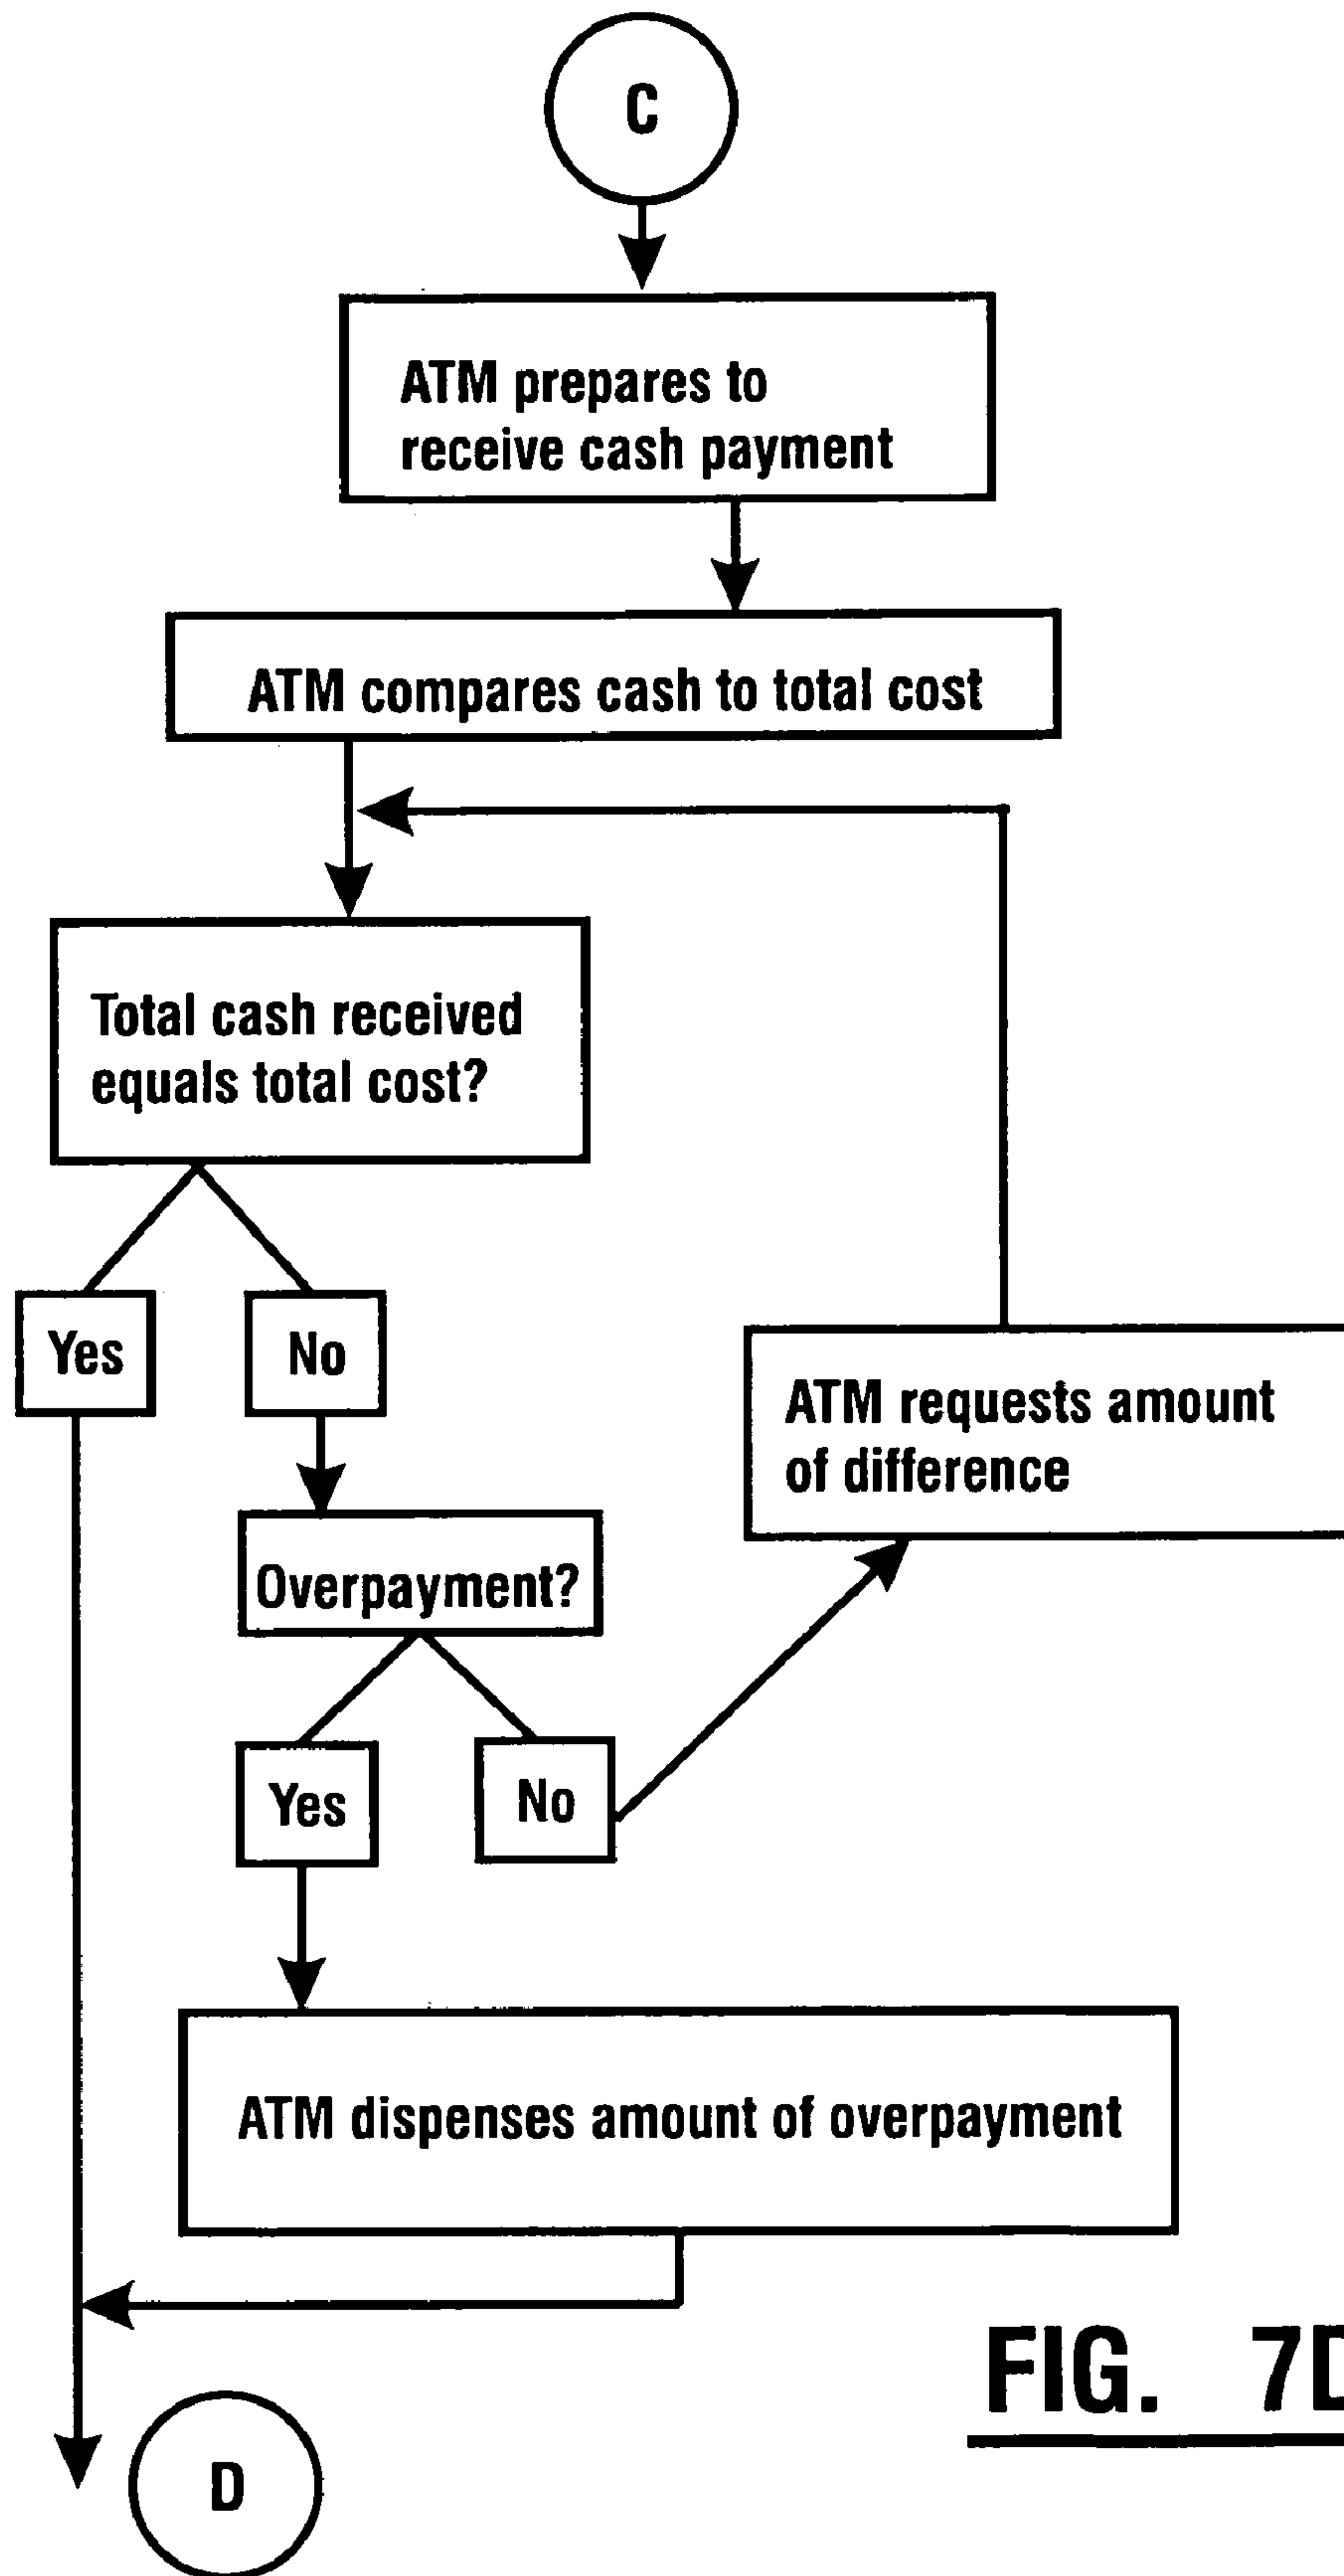 C
ATM prepares to
receive cash payment
ATM compares cash to total cost
Total cash received
equals total cost?
Yes
No
ATM requests amount
of difference
Overpayment?
Yes
No
ATM dispenses amount of overpayment
FIG. 7D
D